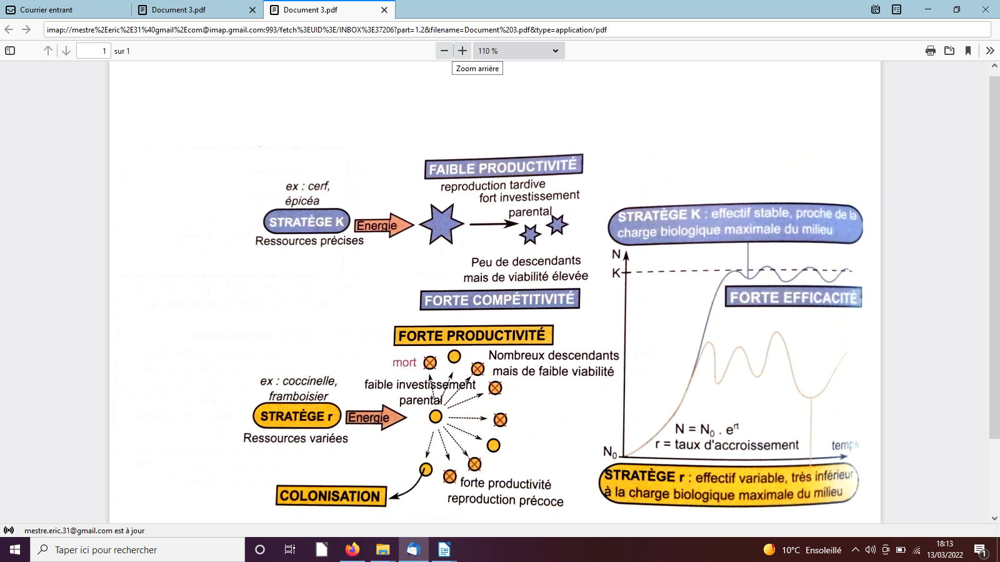 Courrier entrant
Document 3.pdf
Document 3.pdf
imap://mestre%2Eeric%2E31%40gmail%2Ecom@imap.gmail.com:993/fetch%3EUID%3E/INBOX%3E37206?part=1.2&filename=Document%203.pdf&type=application/pdf
1 sur 1
110 %
Zoom arrière
FAIBLE PRODUCTIVITÉ
reproduction tardive
fort investissement
parental
ex : cerf,
épicéa
STRATÈGE K
Énergie
Ressources précises
Peu de descendants
mais de viabilité élevée
FORTE COMPÉTITIVITÉ
STRATÈGE K : effectif stable, proche de la
charge biologique maximale du milieu
N
K
FORTE EFFICACITÉ
FORTE PRODUCTIVITÉ
mort
Nombreux descendants
mais de faible viabilité
ex : coccinelle,
framboisier
faible investissement
parental
STRATÈGE r
Énergie
Ressources variées
forte productivité
reproduction précoce
COLONISATION
N = N0 . e^rt
r = taux d'accroissement
temps
N0
STRATÈGE r : effectif variable, très inférieur
à la charge biologique maximale du milieu
mestre.eric.31@gmail.com est à jour
Taper ici pour rechercher
10°C Ensoleillé
18:13
13/03/2022
1